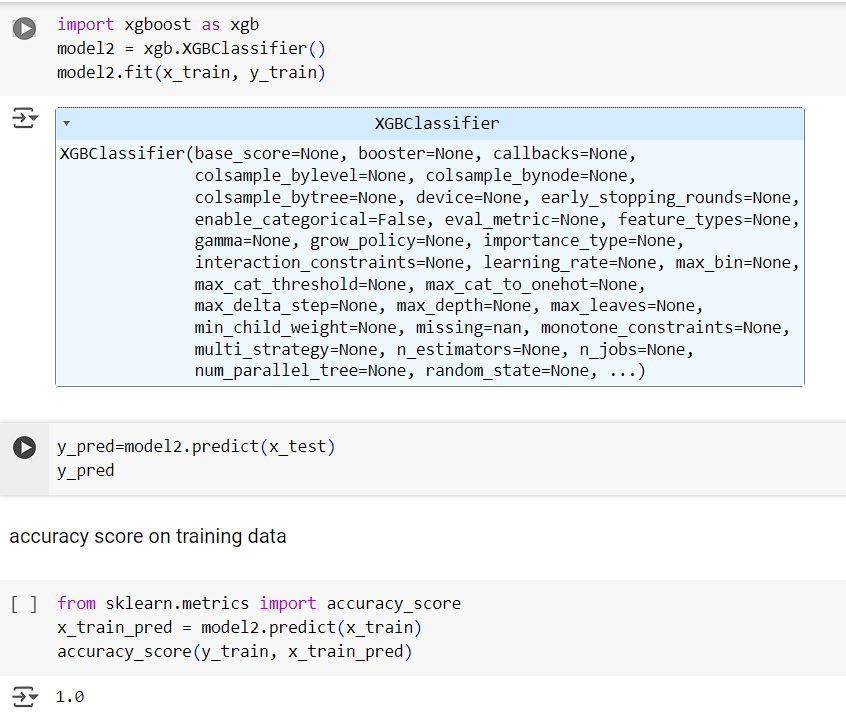 import xgboost as xgb
model2 = xgb.XGBClassifier()
model2.fit(x_train, y_train)
XGBClassifier
XGBClassifier(base_score=None, booster=None, callbacks=None,
colsample_bylevel=None, colsample_bynode=None,
colsample_bytree=None, device=None, early_stopping_rounds=None,
enable_categorical=False, eval_metric=None, feature_types=None,
gamma=None, grow_policy=None, importance_type=None,
interaction_constraints=None, learning_rate=None, max_bin=None,
max_cat_threshold=None, max_cat_to_onehot=None,
max_delta_step=None, max_depth=None, max_leaves=None,
min_child_weight=None, missing=nan, monotone_constraints=None,
multi_strategy=None, n_estimators=None, n_jobs=None,
num_parallel_tree=None, random_state=None, ...)
y_pred=model2.predict(x_test)
y_pred
accuracy score on training data
[ ] from sklearn.metrics import accuracy_score
x_train_pred = model2.predict(x_train)
accuracy_score(y_train, x_train_pred)
1.0